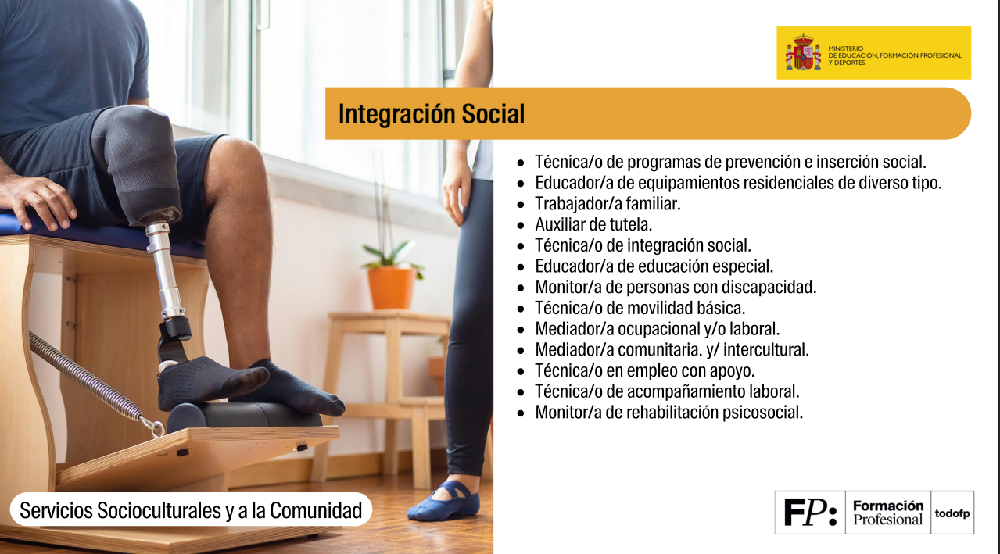 MINISTERIO
DE EDUCACIÓN, FORMACIÓN PROFESIONAL
Y DEPORTES
Integración Social
Técnica/o de programas de prevención e inserción social.
Educador/a de equipamientos residenciales de diverso tipo.
Trabajador/a familiar.
Auxiliar de tutela.
Técnica/o de integración social.
Educador/a de educación especial.
Monitor/a de personas con discapacidad.
Técnica/o de movilidad básica.
Mediador/a ocupacional y/o laboral.
Mediador/a comunitaria. y/ intercultural.
Técnica/o en empleo con apoyo.
Técnica/o de acompañamiento laboral.
Monitor/a de rehabilitación psicosocial.
Servicios Socioculturales y a la Comunidad
FP:
Formación
Profesional
todofp